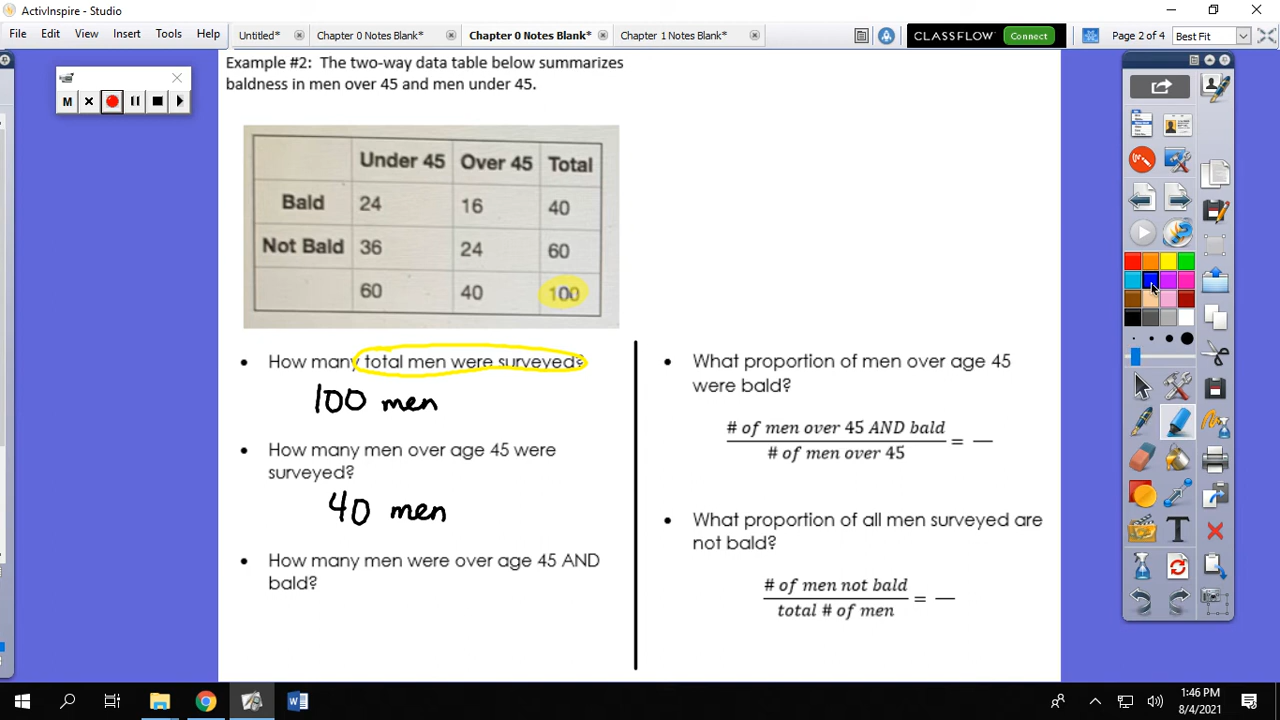 ActivInspire - Studio
File Edit View Insert Tools Help
Untitled* Chapter 0 Notes Blank* Chapter 0 Notes Blank* Chapter 1 Notes Blank*
CLASSFLOW Connect
Page 2 of 4 Best Fit
M
Example #2: The two-way data table below summarizes
baldness in men over 45 and men under 45.
Under 45 Over 45 Total
Bald 24 16 40
Not Bald 36 24 60
60 40 100
• How many total men were surveyed?
100 men
• How many men over age 45 were
surveyed?
40 men
• How many men were over age 45 AND
bald?
• What proportion of men over age 45
were bald?
# of men over 45 AND bald
# of men over 45
= —
• What proportion of all men surveyed are
not bald?
# of men not bald
total # of men
= —
T
W
1:46 PM
8/4/2021